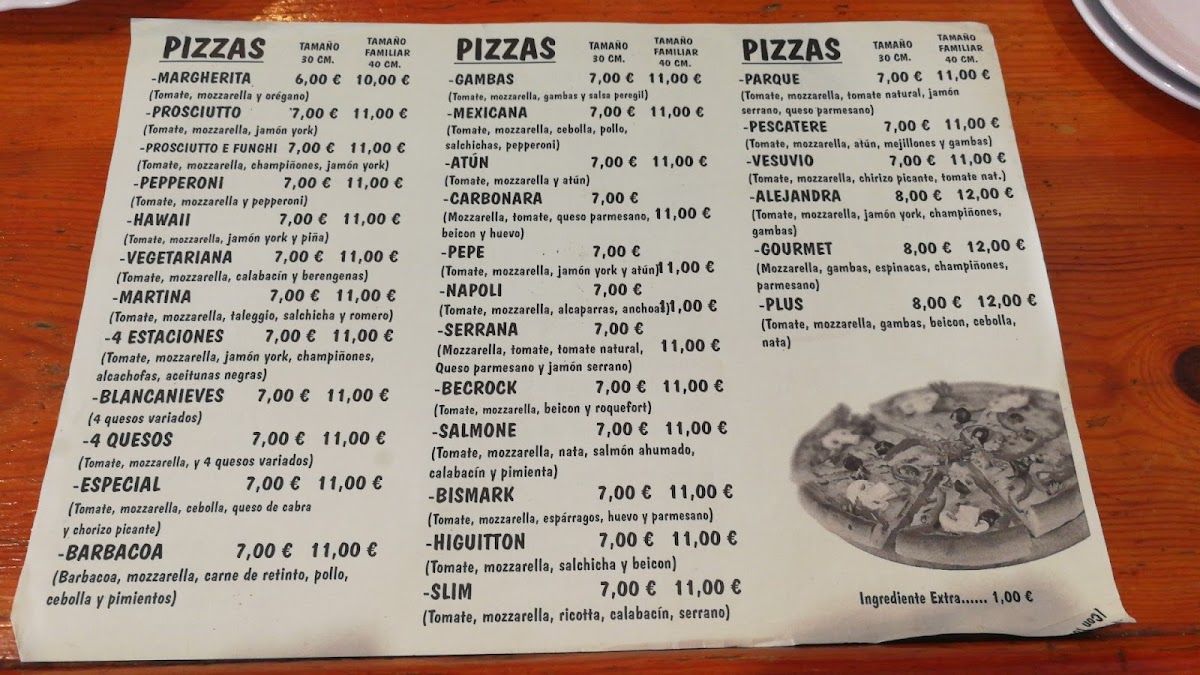 PIZZAS TAMAÑO 30 CM. TAMAÑO FAMILIAR 40 CM.
-MARGHERITA 6,00 € 10,00 €
(Tomate, mozzarella y orégano)
-PROSCIUTTO 7,00 € 11,00 €
(Tomate, mozzarella, jamón york)
-PROSCIUTTO E FUNGHI 7,00 € 11,00 €
(Tomate, mozzarella, champiñones, jamón york)
-PEPPERONI 7,00 € 11,00 €
(Tomate, mozzarella y pepperoni)
-HAWAII 7,00 € 11,00 €
(Tomate, mozzarella, jamón york y piña)
-VEGETARIANA 7,00 € 11,00 €
(Tomate, mozzarella, calabacín y berengenas)
-MARTINA 7,00 € 11,00 €
(Tomate, mozzarella, taleggio, salchicha y romero)
-4 ESTACIONES 7,00 € 11,00 €
(Tomate, mozzarella, jamón york, champiñones,
alcachofas, aceitunas negras)
-BLANCANIEVES 7,00 € 11,00 €
(4 quesos variados)
-4 QUESOS 7,00 € 11,00 €
(Tomate, mozzarella, y 4 quesos variados)
-ESPECIAL 7,00 € 11,00 €
(Tomate, mozzarella, cebolla, queso de cabra
y chorizo picante)
-BARBACOA 7,00 € 11,00 €
(Barbacoa, mozzarella, carne de retinto, pollo,
cebolla y pimientos)
PIZZAS TAMAÑO 30 CM. TAMAÑO FAMILIAR 40 CM.
-GAMBAS 7,00 € 11,00 €
(Tomate, mozzarella, gambas y salsa peregil)
-MEXICANA 7,00 € 11,00 €
(Tomate, mozzarella, cebolla, pollo,
salchichas, pepperoni)
-ATÚN 7,00 € 11,00 €
(Tomate, mozzarella y atún)
-CARBONARA 7,00 €
(Mozzarella, tomate, queso parmesano, 11,00 €
beicon y huevo)
-PEPE 7,00 €
(Tomate, mozzarella, jamón york y atún) 11,00 €
-NAPOLI 7,00 €
(Tomate, mozzarella, alcaparras, anchoas) 11,00 €
-SERRANA 7,00 €
(Mozzarella, tomate, tomate natural, 11,00 €
Queso parmesano y jamón serrano)
-BECROCK 7,00 € 11,00 €
(Tomate, mozzarella, beicon y roquefort)
-SALMONE 7,00 € 11,00 €
(Tomate, mozzarella, nata, salmón ahumado,
calabacín y pimienta)
-BISMARK 7,00 € 11,00 €
(Tomate, mozzarella, espárragos, huevo y parmesano)
-HIGUITTON 7,00 € 11,00 €
(Tomate, mozzarella, salchicha y beicon)
-SLIM 7,00 € 11,00 €
(Tomate, mozzarella, ricotta, calabacín, serrano)
PIZZAS TAMAÑO 30 CM. TAMAÑO FAMILIAR 40 CM.
-PARQUE 7,00 € 11,00 €
(Tomate, mozzarella, tomate natural, jamón
serrano, queso parmesano)
-PESCATERE 7,00 € 11,00 €
(Tomate, mozzarella, atún, mejillones y gambas)
-VESUVIO 7,00 € 11,00 €
(Tomate, mozzarella, chirizo picante, tomate nat.)
-ALEJANDRA 8,00 € 12,00 €
(Tomate, mozzarella, jamón york, champiñones,
gambas)
-GOURMET 8,00 € 12,00 €
(Mozzarella, gambas, espinacas, champiñones,
parmesano)
-PLUS 8,00 € 12,00 €
(Tomate, mozzarella, gambas, beicon, cebolla,
nata)
Ingrediente Extra...... 1,00 €
(Con